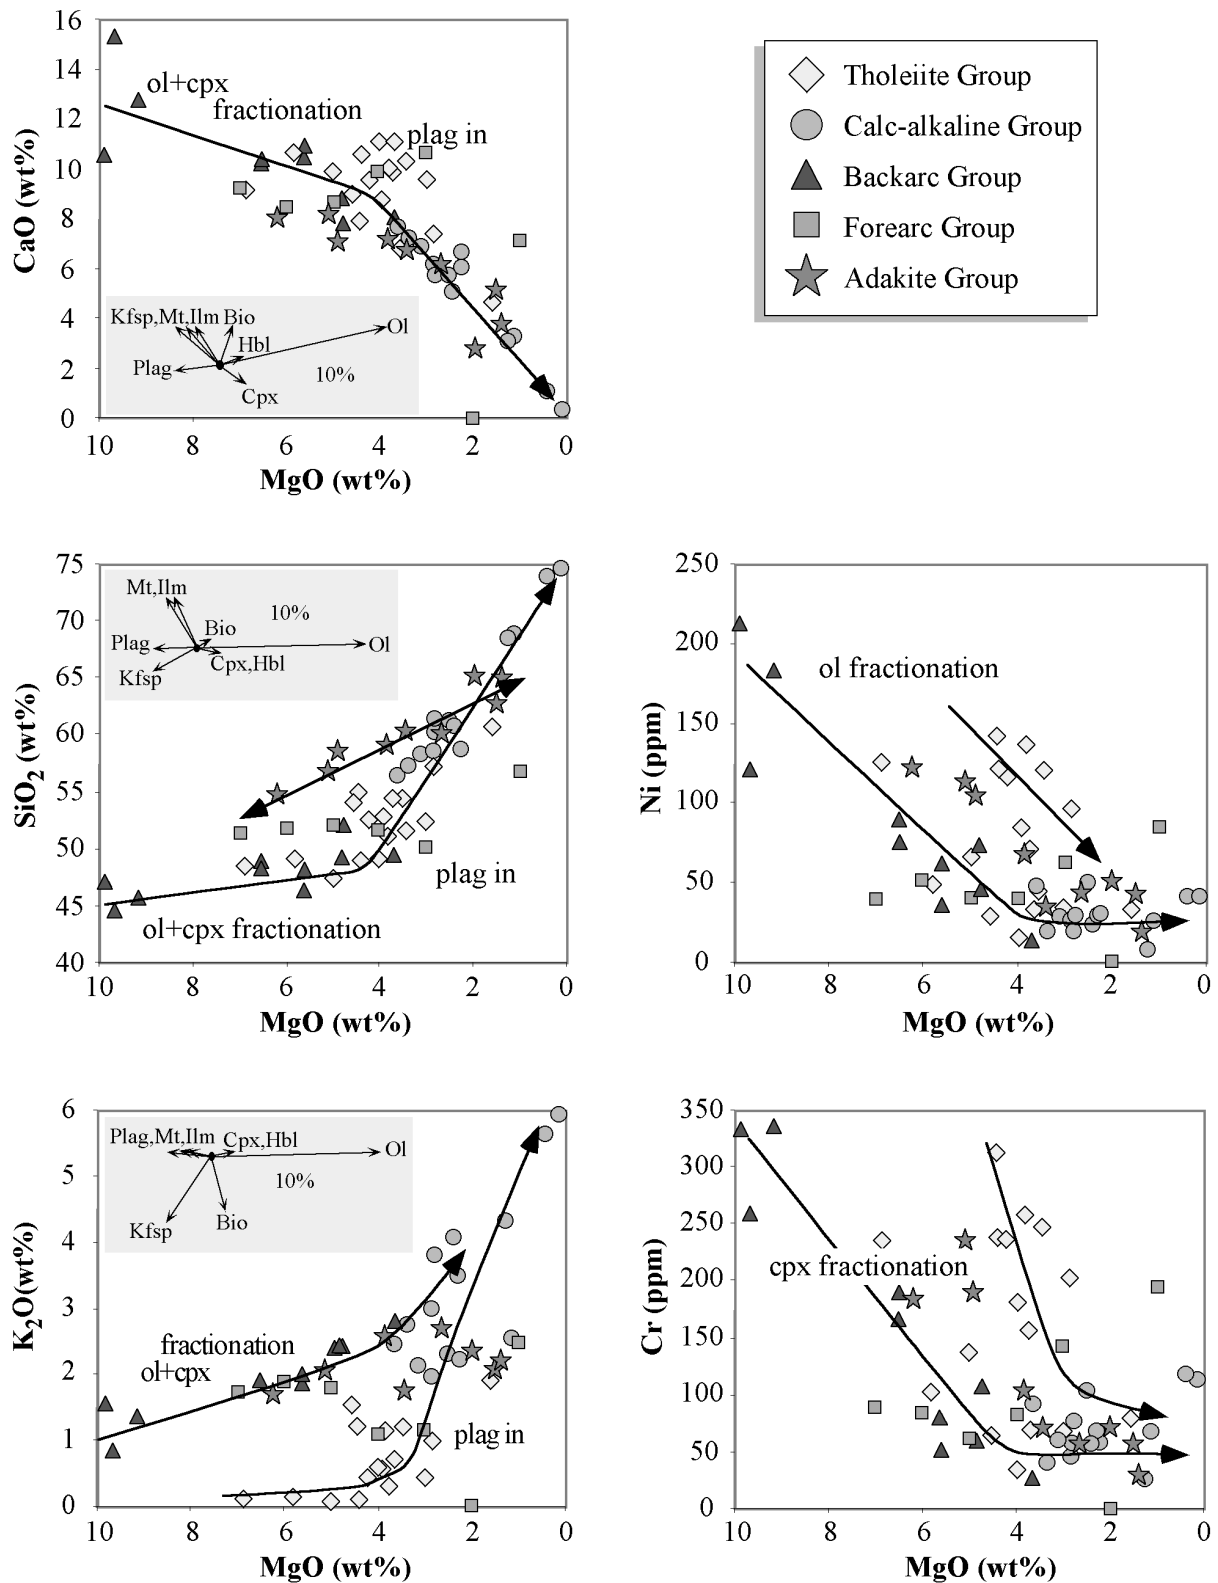 16
14
12
10
8
6
4
2
0
CaO (wt%)
ol+cpx
fractionation
plag in
Kfsp,Mt,Ilm Bio
Ol
Hbl
Plag
10%
Cpx
10 8 6 4 2 0
MgO (wt%)
Tholeiite Group
Calc-alkaline Group
Backarc Group
Forearc Group
Adakite Group
75
70
65
60
55
50
45
40
SiO2 (wt%)
Mt,Ilm
10%
Bio
Plag
Ol
Cpx,Hbl
Kfsp
plag in
ol+cpx fractionation
10 8 6 4 2 0
MgO (wt%)
250
200
150
100
50
0
Ni (ppm)
ol fractionation
10 8 6 4 2 0
MgO (wt%)
6
5
4
3
2
1
0
K2O(wt%)
Plag,Mt,Ilm Cpx,Hbl
Ol
10%
Kfsp
Bio
fractionation
ol+cpx
plag in
10 8 6 4 2 0
MgO (wt%)
350
300
250
200
150
100
50
0
Cr (ppm)
cpx fractionation
10 8 6 4 2 0
MgO (wt%)